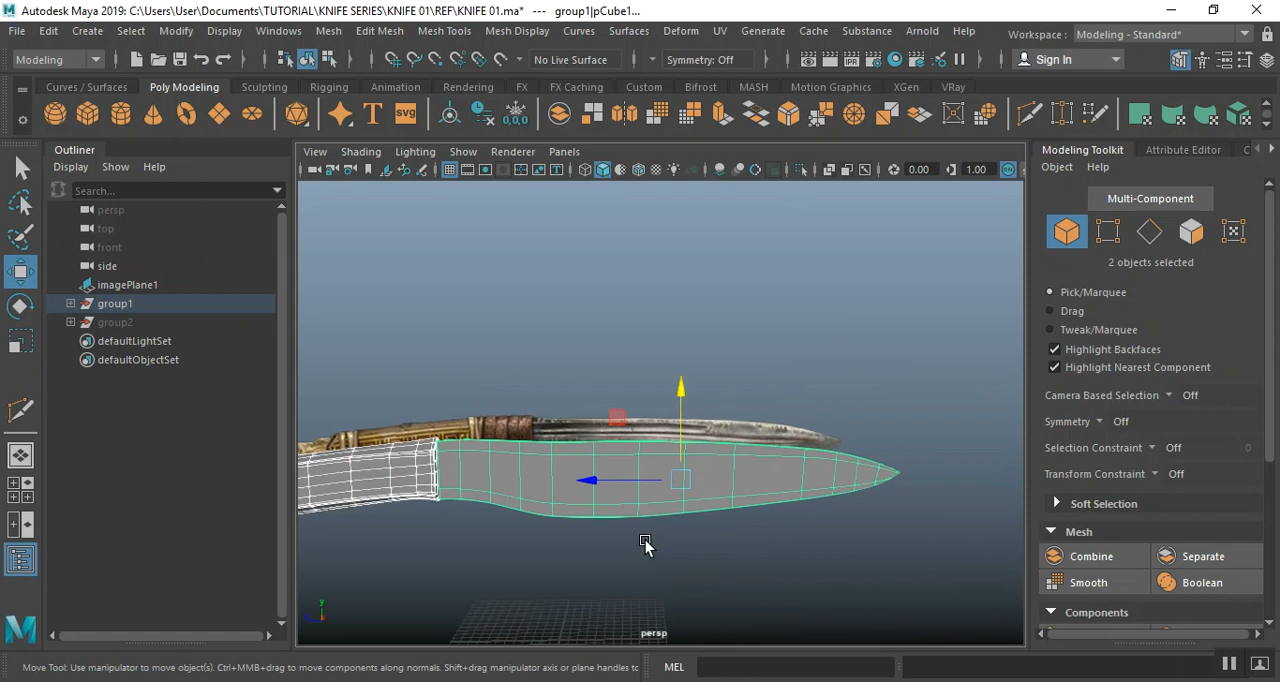 Autodesk Maya 2019: C:\Users\User\Documents\TUTORIAL\KNIFE SERIES\KNIFE 01\REF\KNIFE 01.ma* --- group1|pCube1...
File Edit Create Select Modify Display Windows Mesh Edit Mesh Mesh Tools Mesh Display Curves Surfaces Deform UV Generate Cache Substance Arnold Help Workspace : Modeling - Standard*
Modeling No Live Surface Symmetry: Off Sign In
Curves / Surfaces Poly Modeling Sculpting Rigging Animation Rendering FX FX Caching Custom Bifrost MASH Motion Graphics XGen VRay
SVG 0,0,0
Outliner
Display Show Help
Search...
persp
top
front
side
imagePlane1
group1
group2
defaultLightSet
defaultObjectSet
View Shading Lighting Show Renderer Panels
0.00 1.00
y
persp
Modeling Toolkit Attribute Editor C
Object Help
Multi-Component
2 objects selected
Pick/Marquee
Drag
Tweak/Marquee
Highlight Backfaces
Highlight Nearest Component
Camera Based Selection Off
Symmetry Off
Selection Constraint Off 0
Transform Constraint Off
Soft Selection
Mesh
Combine Separate
Smooth Boolean
Components
Move Tool: Use manipulator to move object(s). Ctrl+MMB+drag to move components along normals. Shift+drag manipulator axis or plane handles to
MEL